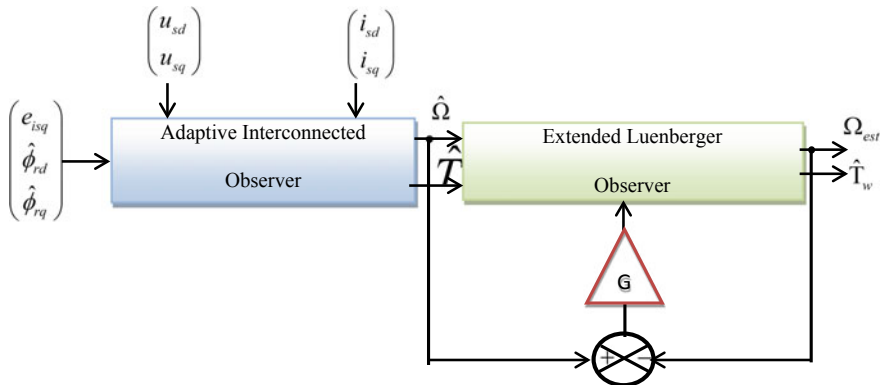 u_sd
u_sq
i_sd
i_sq
e_isq
φ̂_rd
φ̂_rq
Adaptive Interconnected
Observer
Ω̂
T̂
Extended Luenberger
Observer
Ω_est
T̂_w
G
+ −